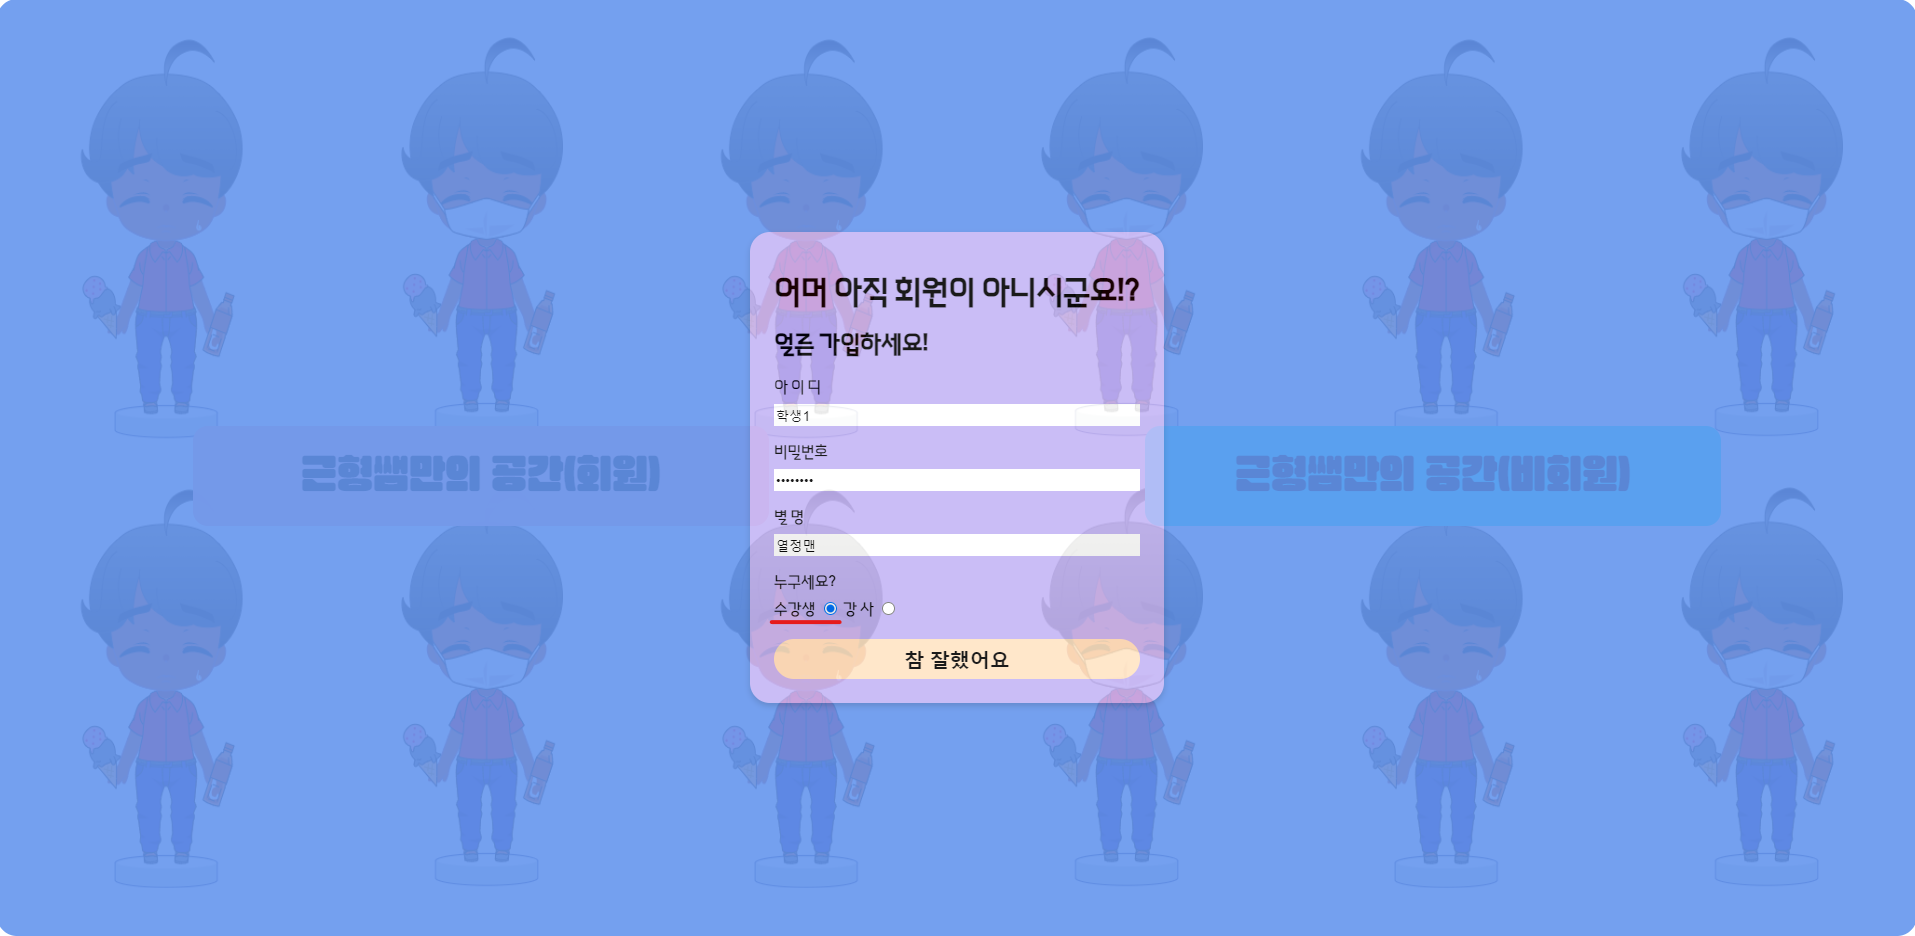 어머 아직 회원이 아니시군요!?
얼른 가입하세요!
아이디
학생1
비밀번호
••••••••
별명
열정맨
누구세요?
수강생 강사
참 잘했어요
근형쌤만의 공간(회원)
근형쌤만의 공간(비회원)